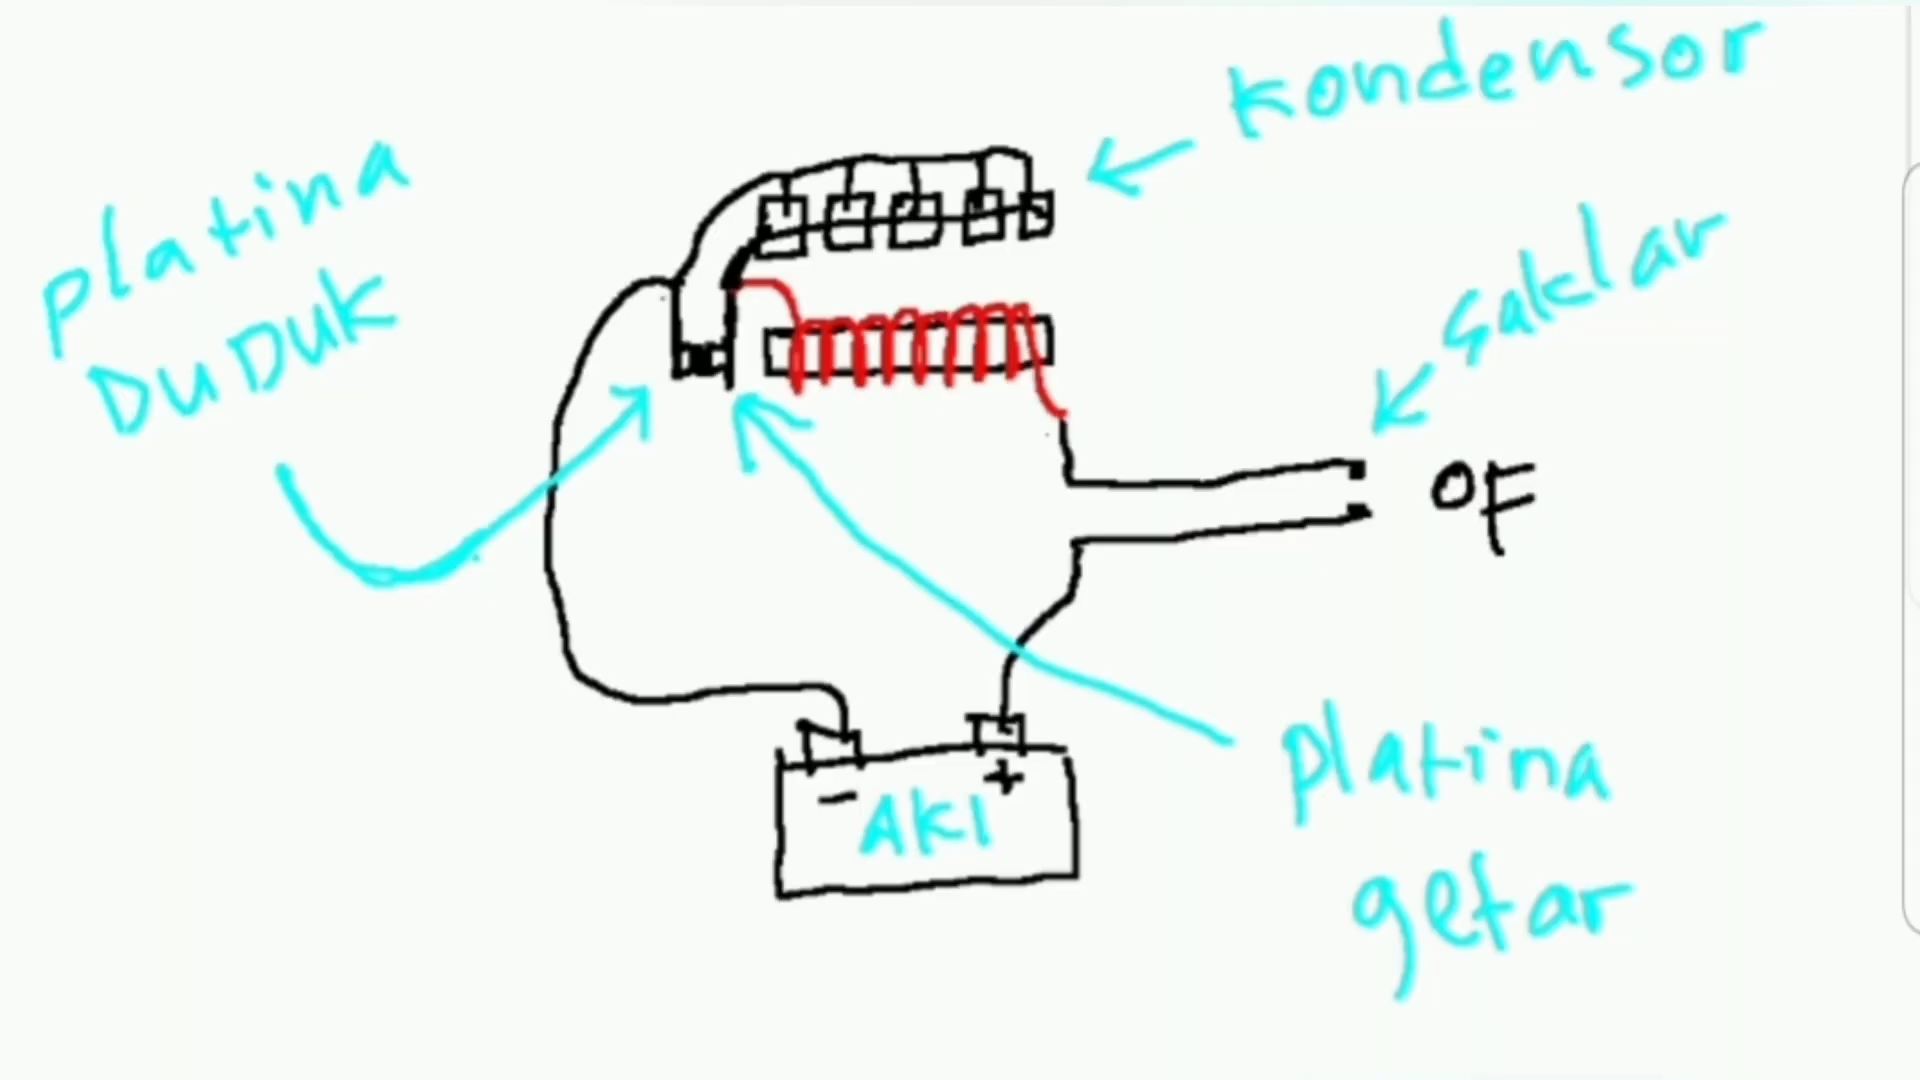 Kondensor
platina
DUDUK
saklar
OF
- AKI +
platina
getar